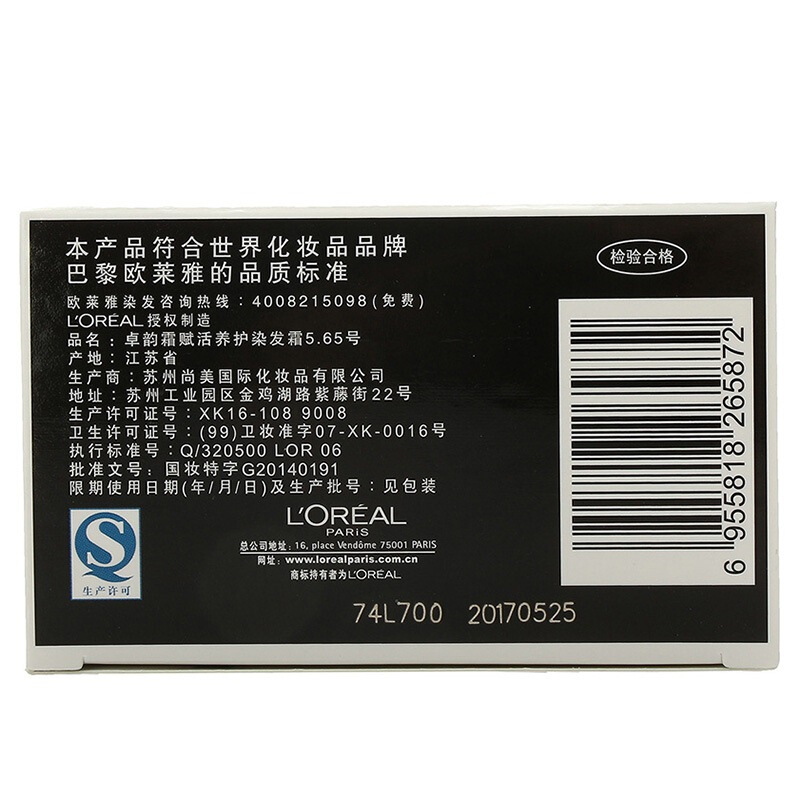 本产品符合世界化妆品品牌
巴黎欧莱雅的品质标准
检验合格
欧莱雅染发咨询热线：4008215098(免费)
L'ORÉAL授权制造
品名：卓韵霜赋活养护染发霜5.65号
产地：江苏省
生产商：苏州尚美国际化妆品有限公司
地址：苏州工业园区金鸡湖路紫藤街22号
生产许可证号：XK16-108 9008
卫生许可证号：(99)卫妆准字07-XK-0016号
执行标准号：Q/320500 LOR 06
批准文号：国妆特字G20140191
限期使用日期(年/月/日)及生产批号：见包装
L'ORÉAL
PARIS
总公司地址：16, place Vendôme 75001 PARIS
网址：www.lorealparis.com.cn
商标持有者为L'ORÉAL
生产许可
6 955818 265872
74L700 20170525